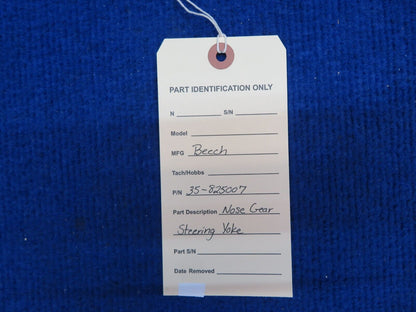 PART IDENTIFICATION ONLY
N S/N
Model
MFG Beech
Tach/Hobbs
P/N 35-825007
Part Description Nose Gear
Steering Yoke
Part S/N
Date Removed